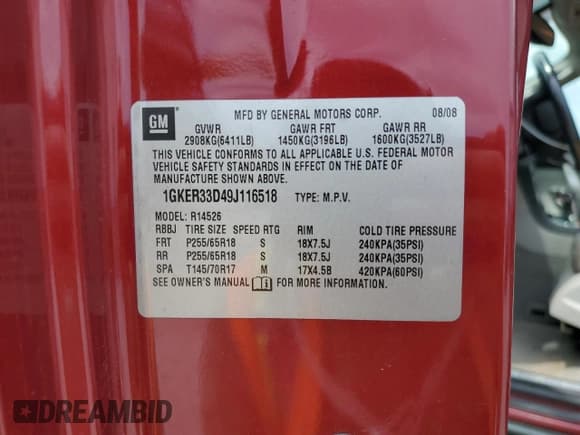 GM
MFD BY GENERAL MOTORS CORP. 08/08
GVWR GAWR FRT GAWR RR
2908KG(6411LB) 1450KG(3196LB) 1600KG(3527LB)
THIS VEHICLE CONFORMS TO ALL APPLICABLE U.S. FEDERAL MOTOR
VEHICLE SAFETY STANDARDS IN EFFECT ON THE DATE OF
MANUFACTURE SHOWN ABOVE.
1GKER33D49J116518 TYPE: M.P.V.
MODEL: R14526
RBBJ TIRE SIZE SPEED RTG RIM COLD TIRE PRESSURE
FRT P255/65R18 S 18X7.5J 240KPA(35PSI)
RR P255/65R18 S 18X7.5J 240KPA(35PSI)
SPA T145/70R17 M 17X4.5B 420KPA(60PSI)
SEE OWNER'S MANUAL FOR MORE INFORMATION.
DREAMBID